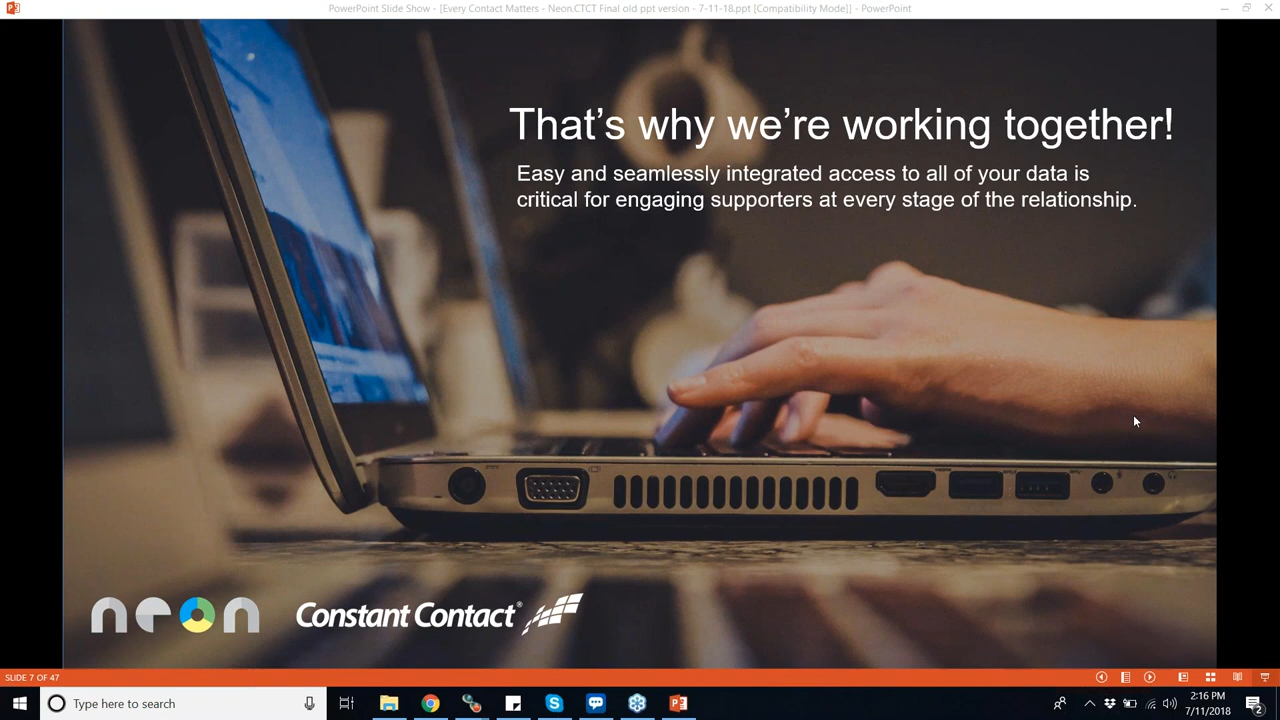 PowerPoint Slide Show - [Every Contact Matters - Neon.CTCT Final old ppt version - 7-11-18.ppt [Compatibility Mode]] - PowerPoint
That’s why we’re working together!
Easy and seamlessly integrated access to all of your data is
critical for engaging supporters at every stage of the relationship.
neon
Constant Contact®
SLIDE 7 OF 47
Type here to search
2:16 PM
7/11/2018
2